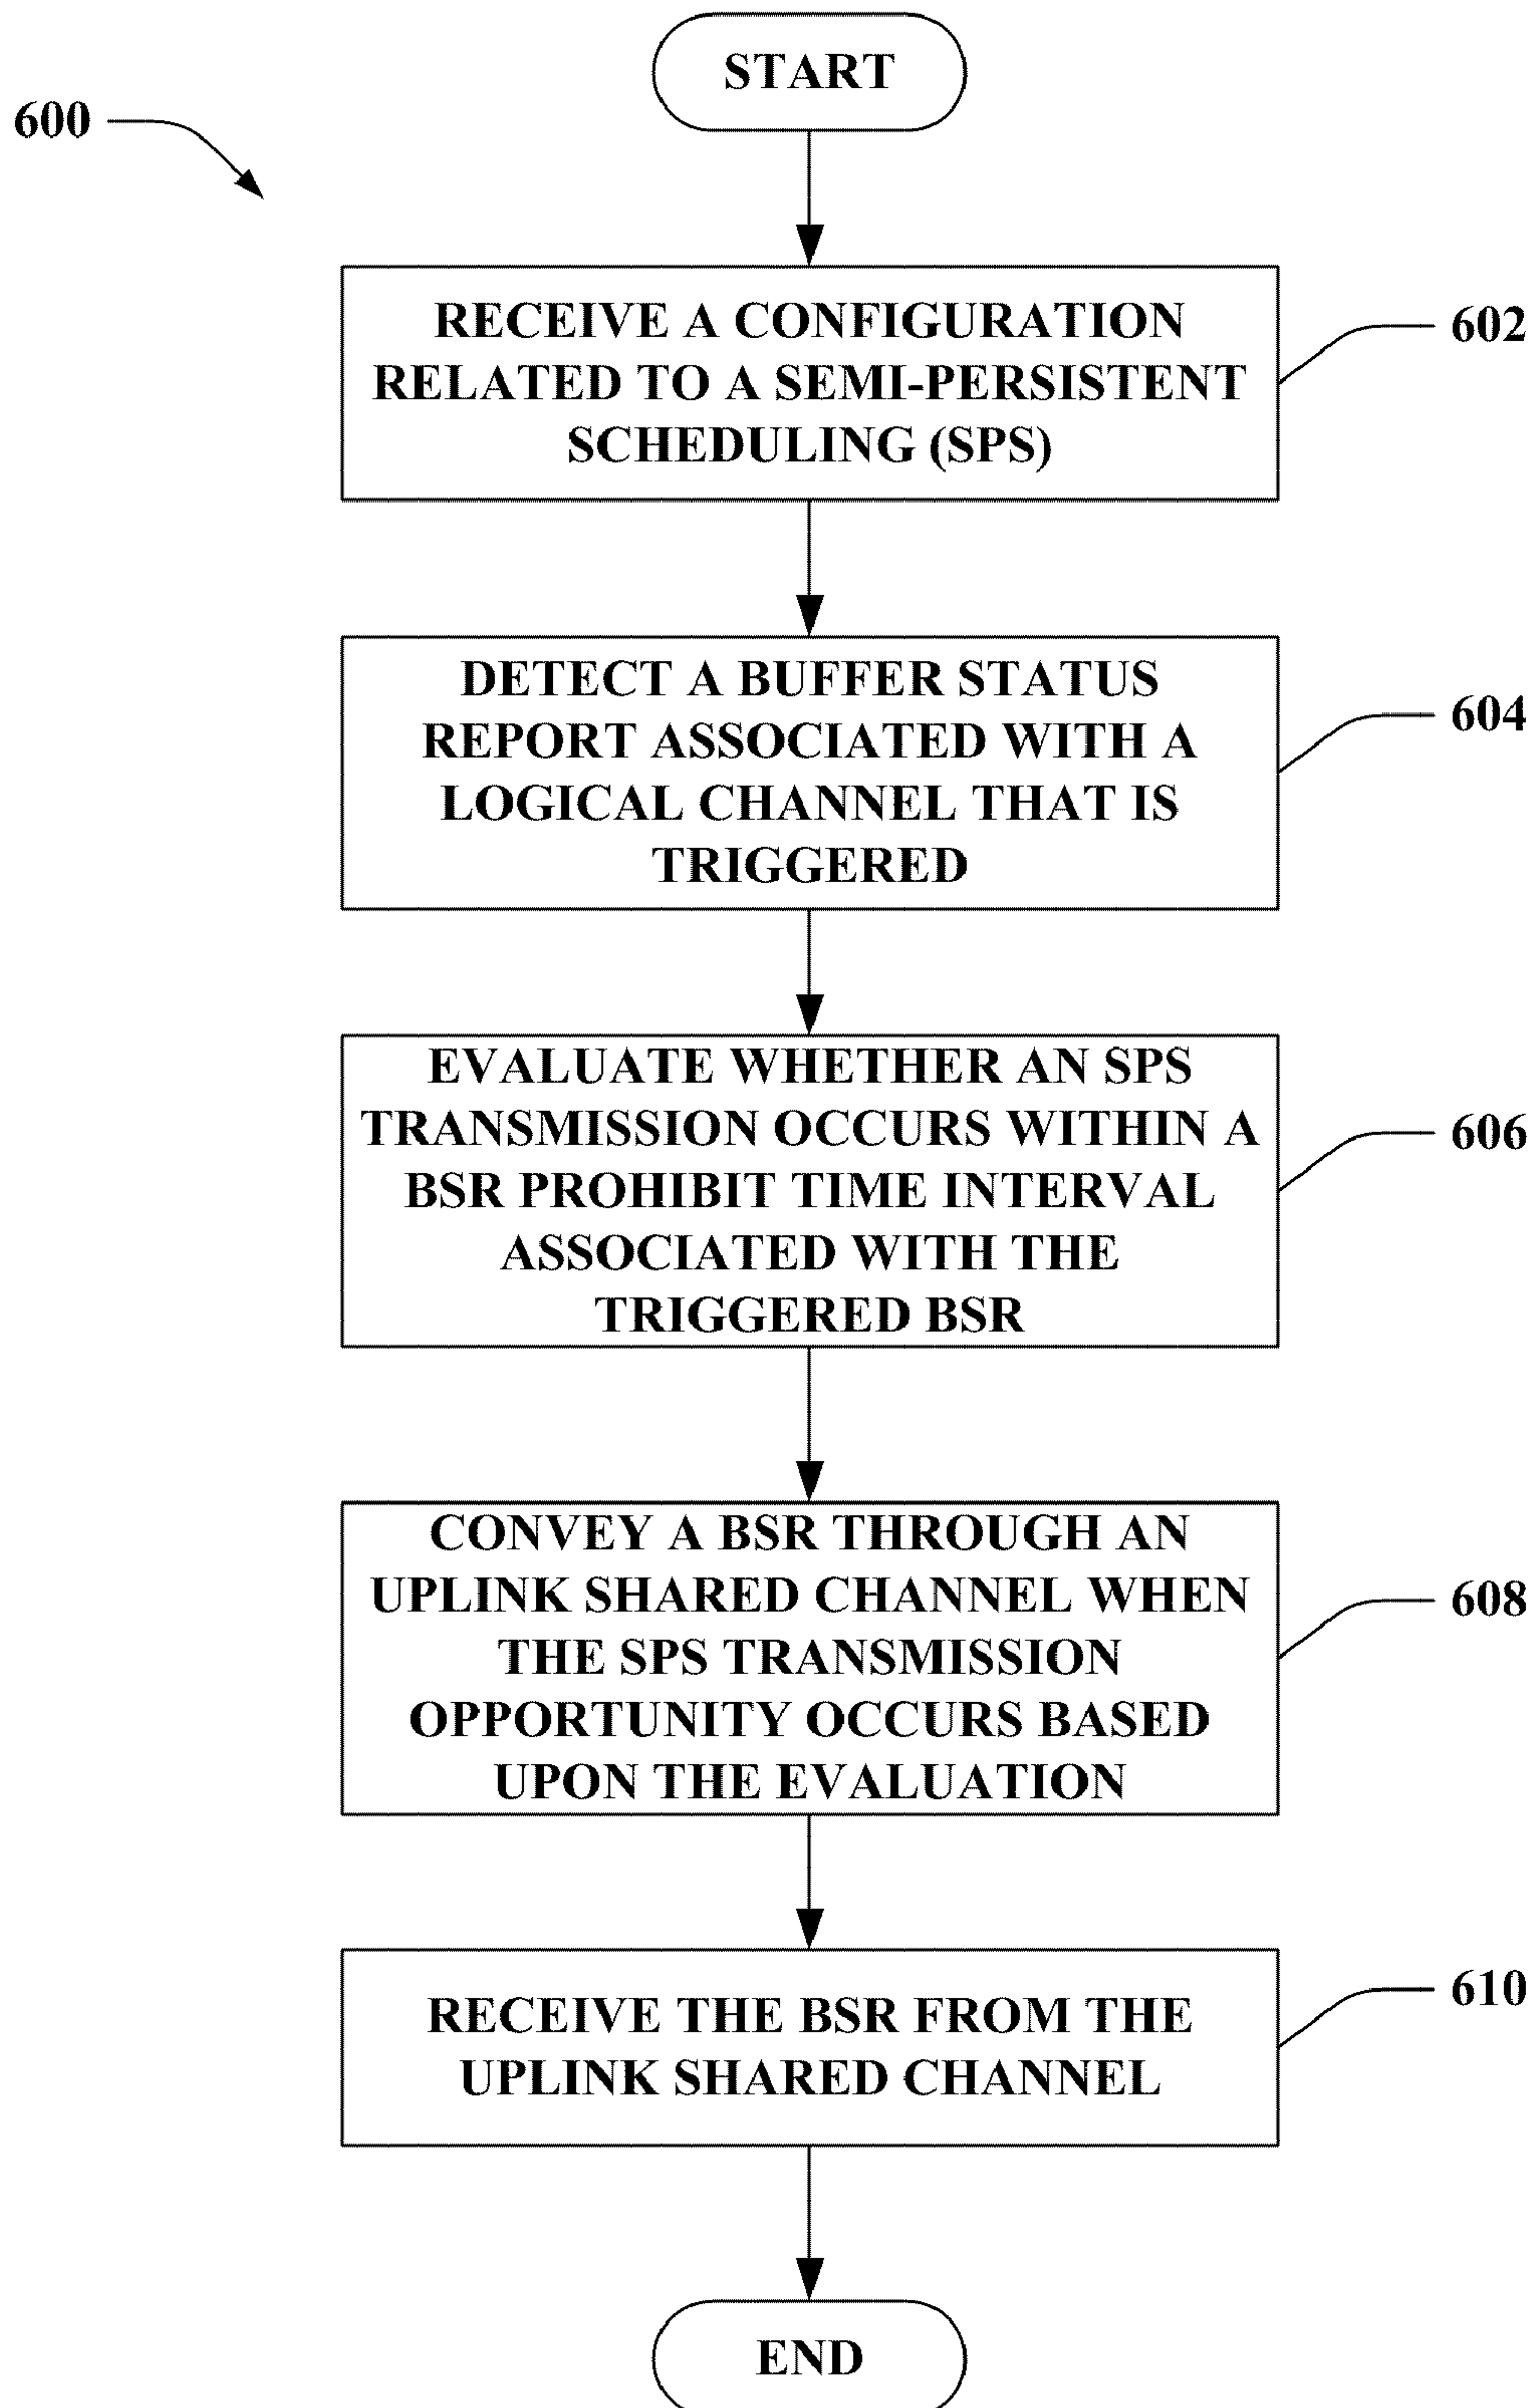 START
600
RECEIVE A CONFIGURATION
RELATED TO A SEMI-PERSISTENT
SCHEDULING (SPS)
602
DETECT A BUFFER STATUS
REPORT ASSOCIATED WITH A
LOGICAL CHANNEL THAT IS
TRIGGERED
604
EVALUATE WHETHER AN SPS
TRANSMISSION OCCURS WITHIN A
BSR PROHIBIT TIME INTERVAL
ASSOCIATED WITH THE
TRIGGERED BSR
606
CONVEY A BSR THROUGH AN
UPLINK SHARED CHANNEL WHEN
THE SPS TRANSMISSION
OPPORTUNITY OCCURS BASED
UPON THE EVALUATION
608
RECEIVE THE BSR FROM THE
UPLINK SHARED CHANNEL
610
END